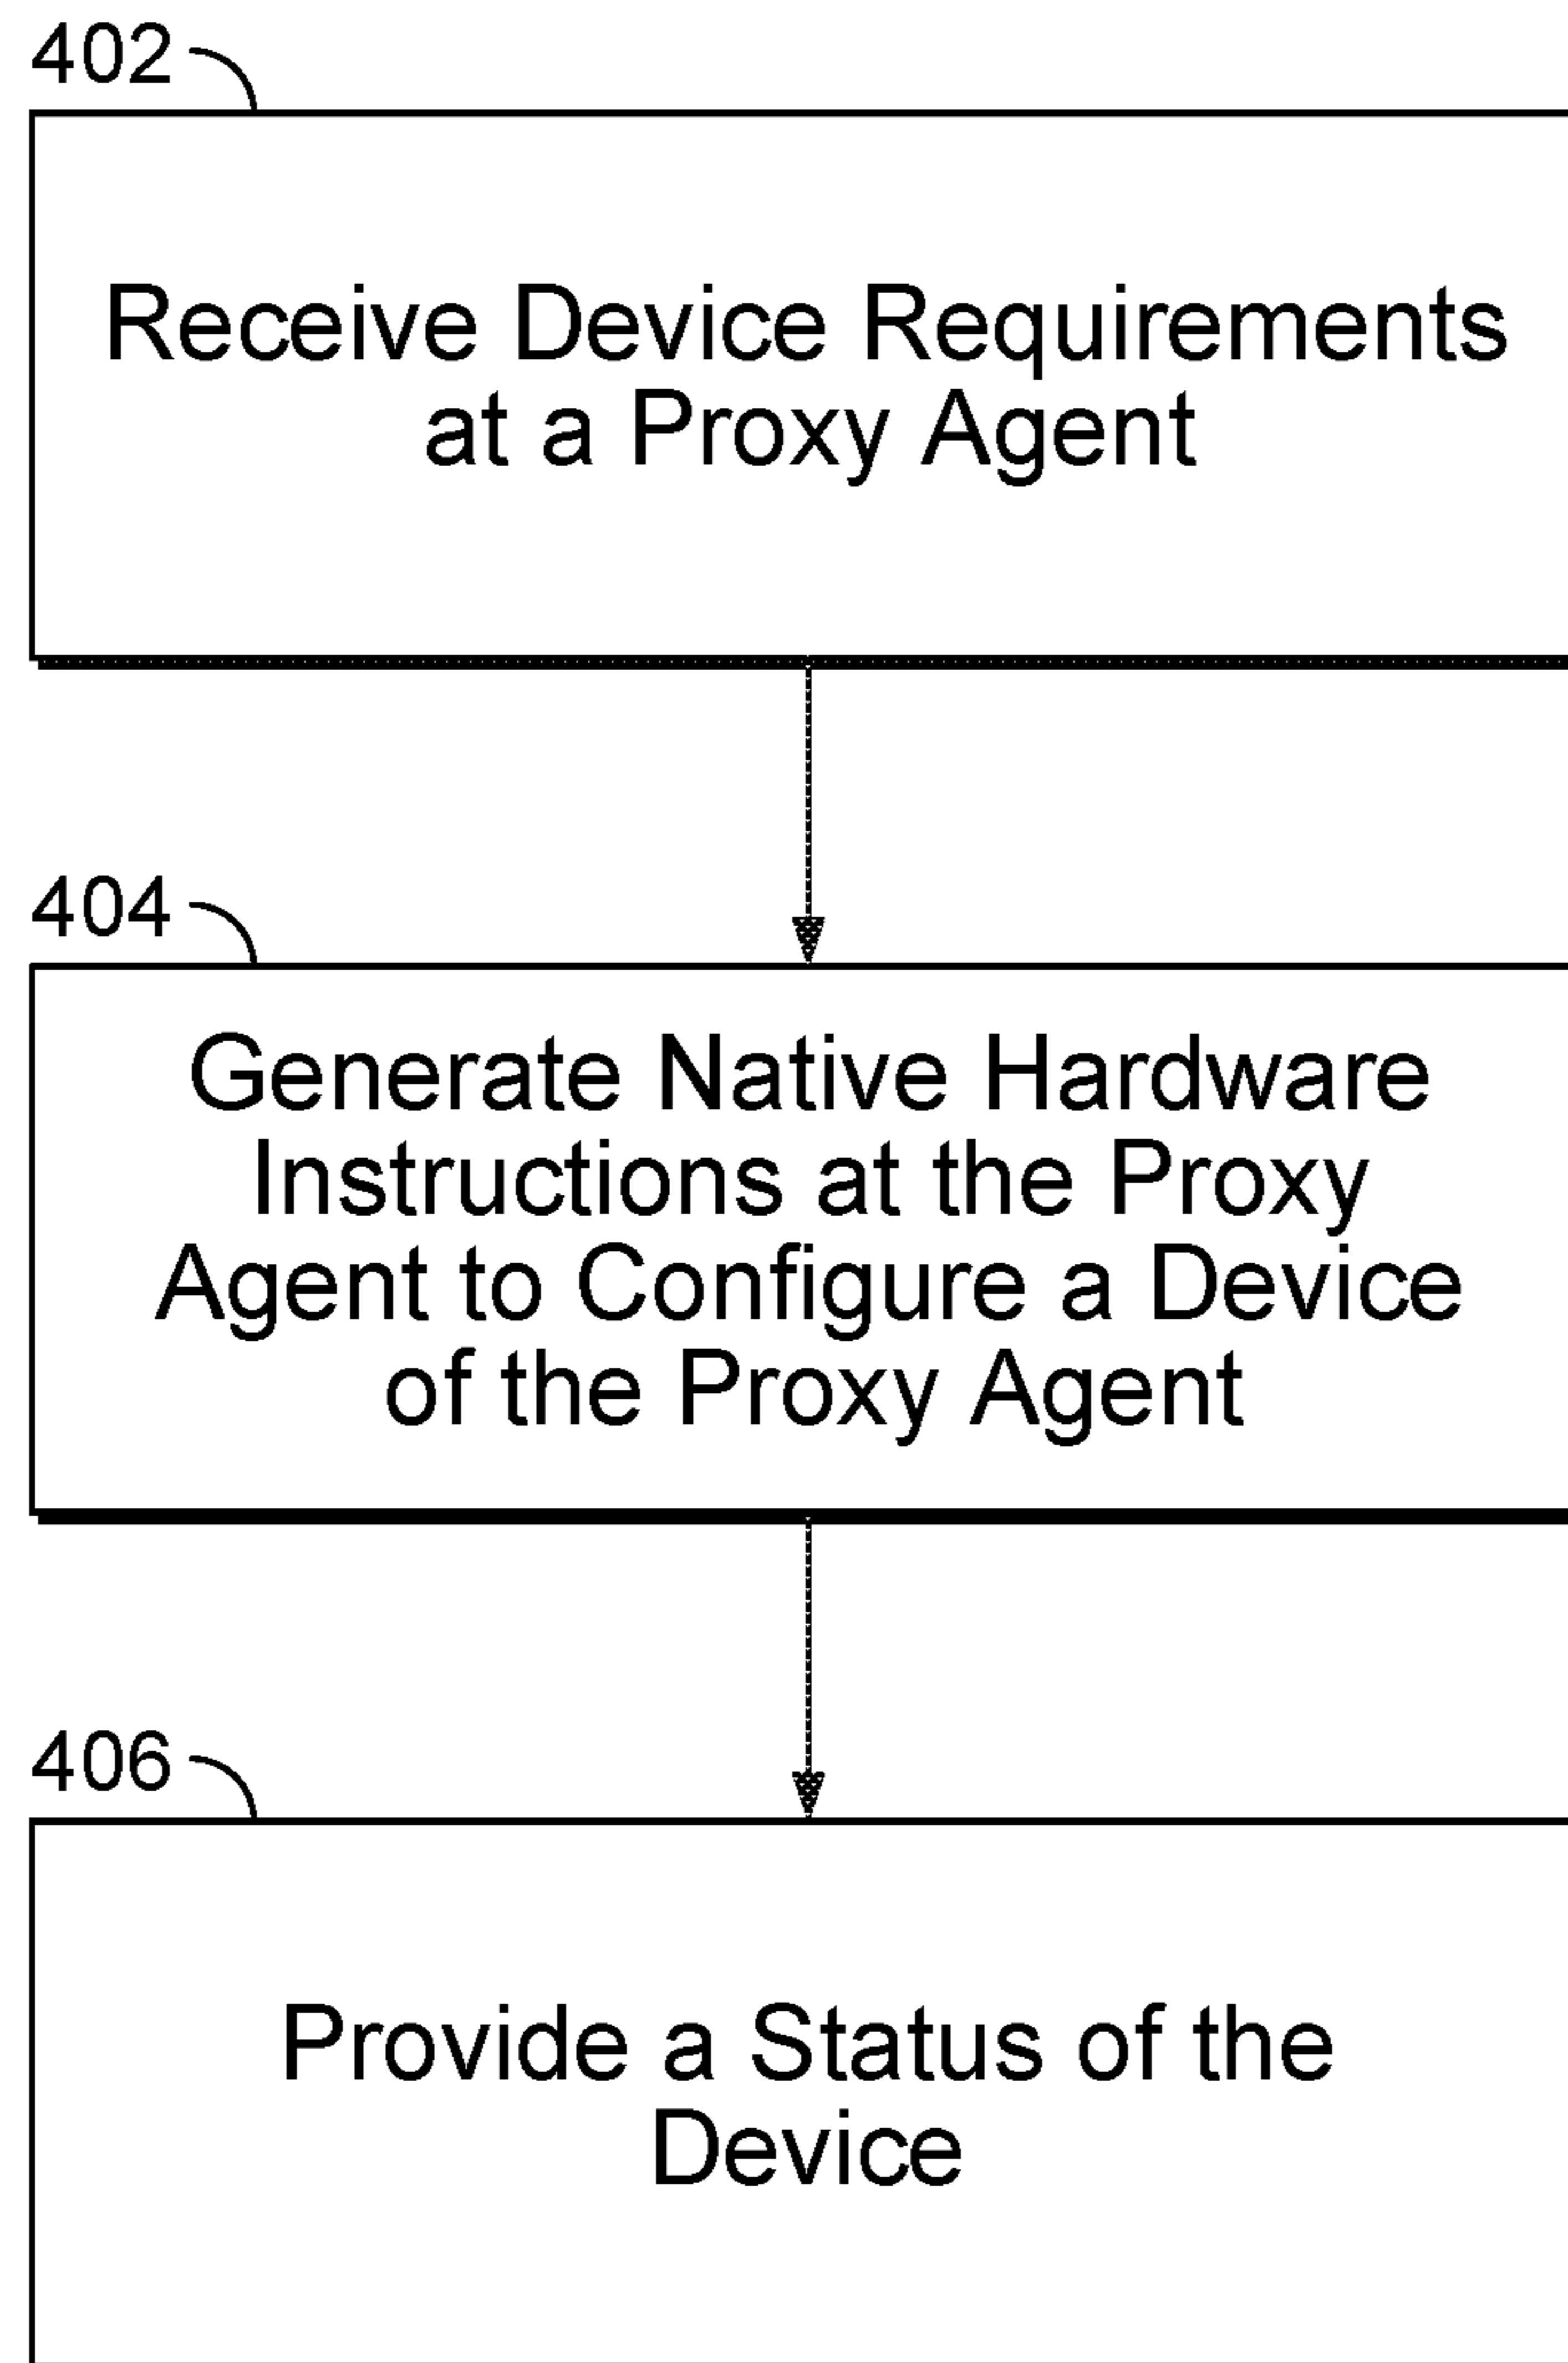 402
Receive Device Requirements
at a Proxy Agent
404
Generate Native Hardware
Instructions at the Proxy
Agent to Configure a Device
of the Proxy Agent
406
Provide a Status of the
Device